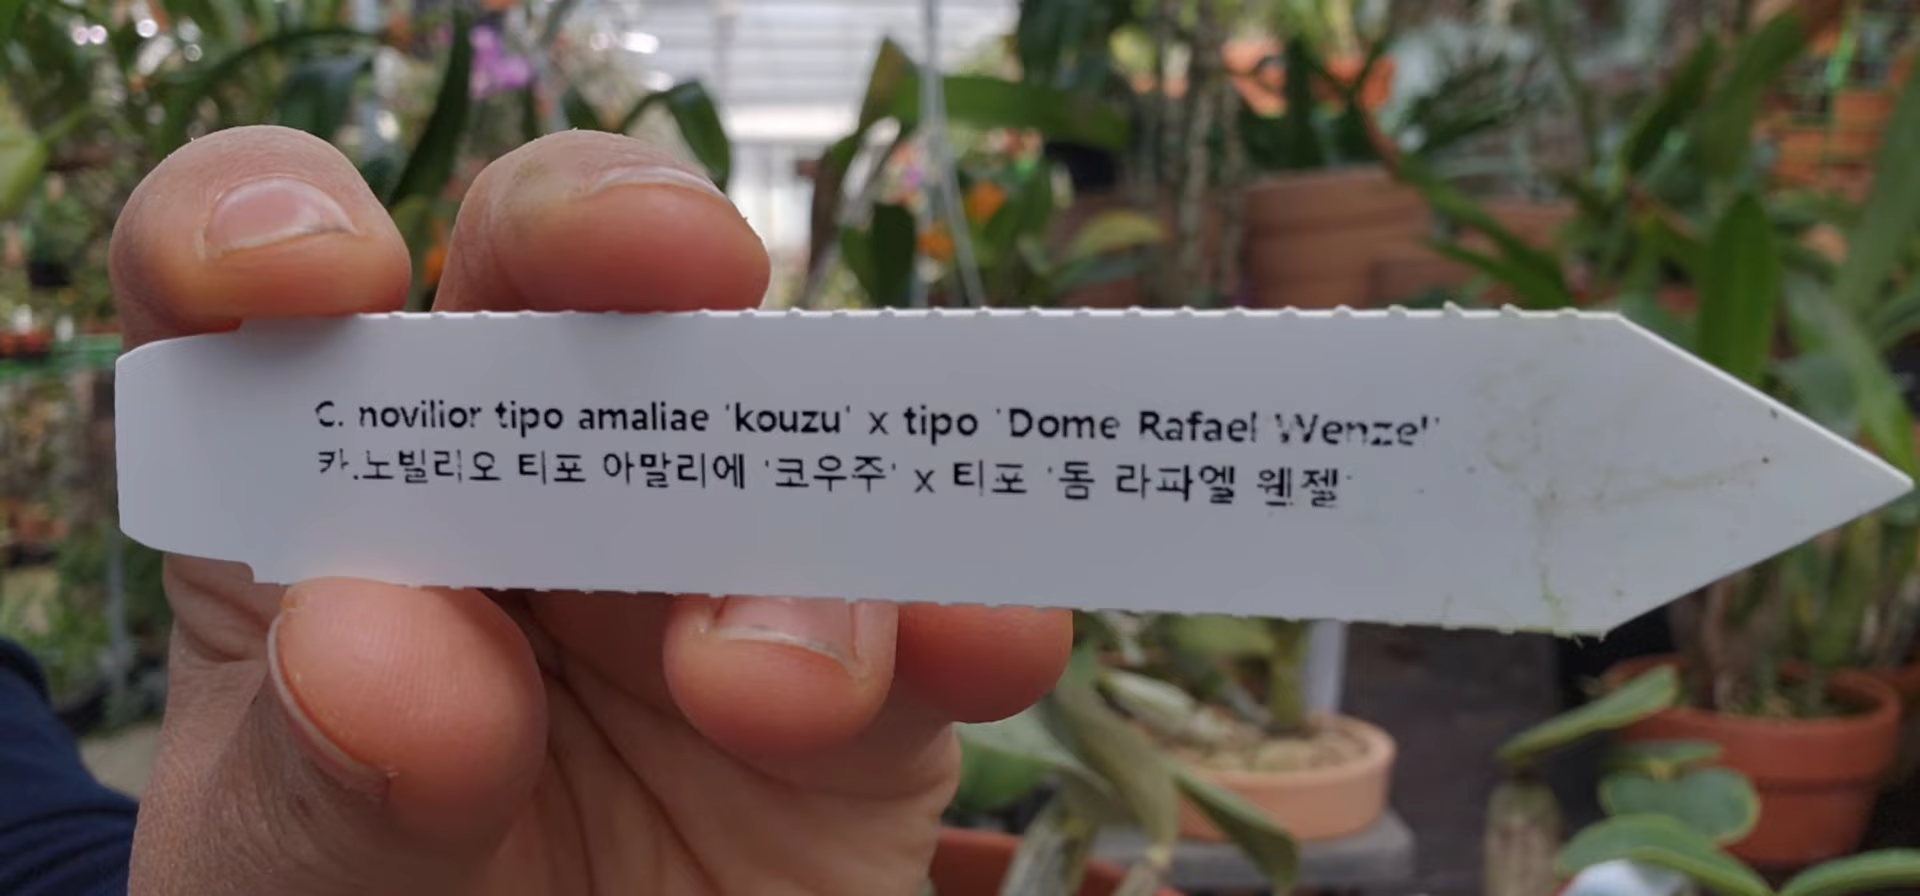 C. novilior tipo amaliae 'kouzu' x tipo 'Dome Rafael Wenzel'
카.노빌리오 티포 아말리에 '코우주' x 티포 '돔 라파엘 웬젤'